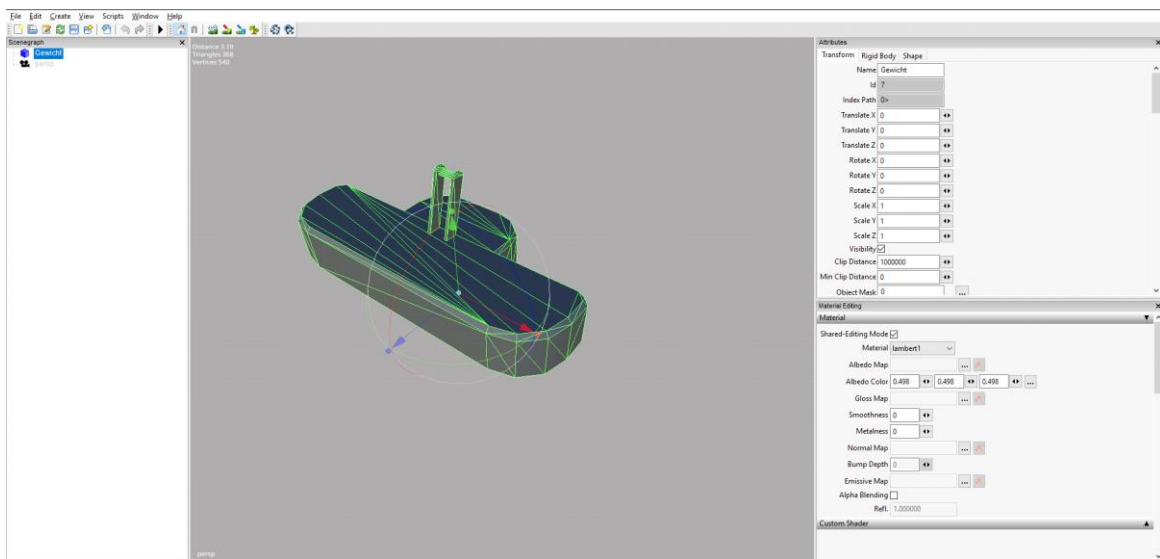 File Edit Create View Scripts Window Help
Scenegraph
Gewicht
persp
Distance 3.19
Triangles 368
Vertices 540
persp
Attributes
Transform Rigid Body Shape
Name Gewicht
Id 7
Index Path 0>
Translate X 0
Translate Y 0
Translate Z 0
Rotate X 0
Rotate Y 0
Rotate Z 0
Scale X 1
Scale Y 1
Scale Z 1
Visibility
Clip Distance 1000000
Min Clip Distance 0
Object Mask 0 ...
Material Editing
Material
Shared-Editing Mode
Material lambert1
Albedo Map ...
Albedo Color 0.498 0.498 0.498 ...
Gloss Map ...
Smoothness 0
Metalness 0
Normal Map ...
Bump Depth 0
Emissive Map ...
Alpha Blending
Refl. 1.000000
Custom Shader